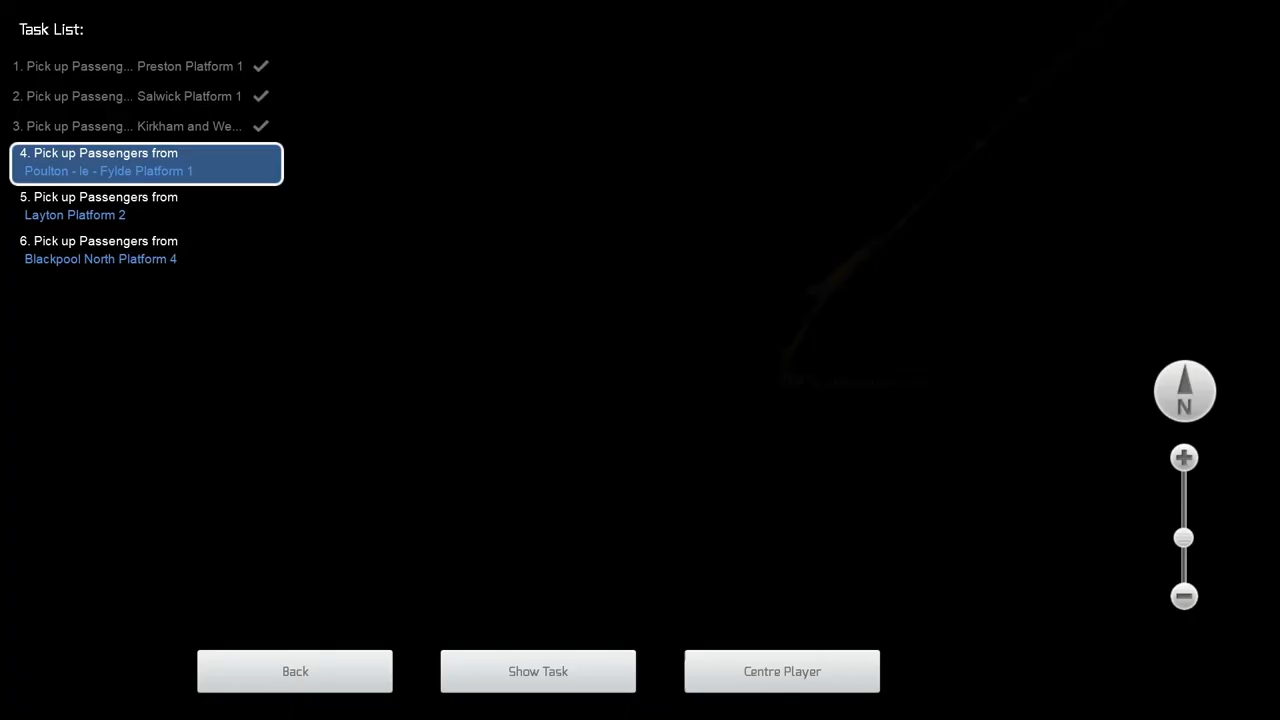 Task List:
1. Pick up Passeng... Preston Platform 1
2. Pick up Passeng... Salwick Platform 1
3. Pick up Passeng... Kirkham and We...
4. Pick up Passengers from
Poulton - le - Fylde Platform 1
5. Pick up Passengers from
Layton Platform 2
6. Pick up Passengers from
Blackpool North Platform 4
N
Back
Show Task
Centre Player